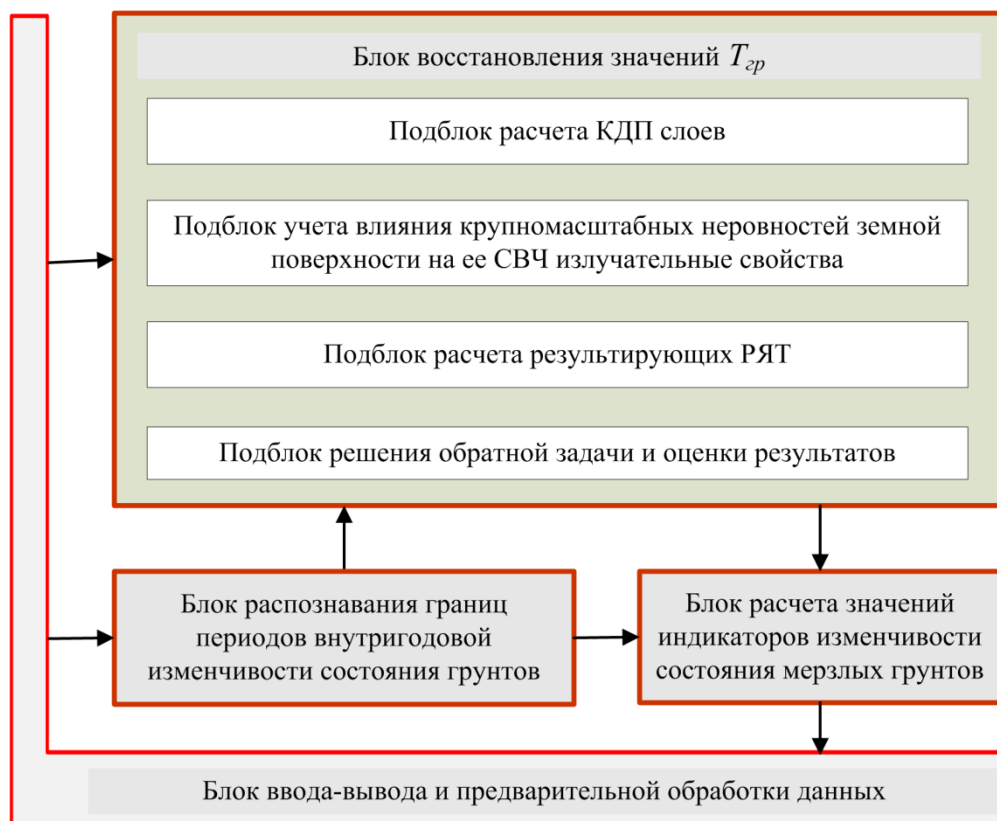 Блок восстановления значений Tгр
Подблок расчета КДП слоев
Подблок учета влияния крупномасштабных неровностей земной
поверхности на ее СВЧ излучательные свойства
Подблок расчета результирующих РЯТ
Подблок решения обратной задачи и оценки результатов
Блок распознавания границ
периодов внутригодовой
изменчивости состояния грунтов
Блок расчета значений
индикаторов изменчивости
состояния мерзлых грунтов
Блок ввода-вывода и предварительной обработки данных